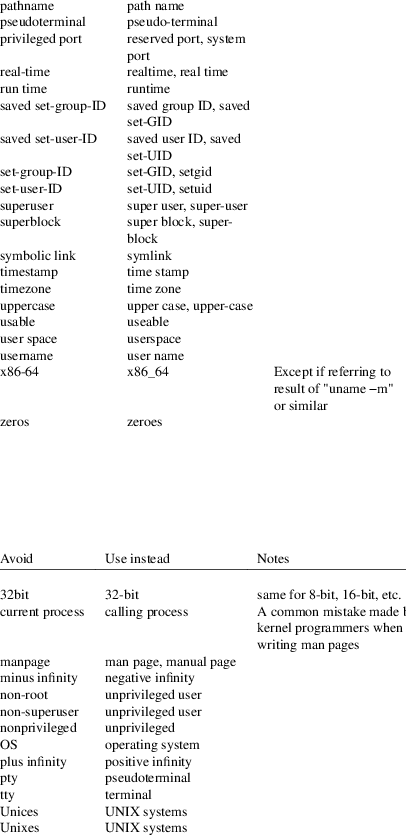 pathname path name
pseudoterminal pseudo-terminal
privileged port reserved port, system
port
real-time realtime, real time
run time runtime
saved set-group-ID saved group ID, saved
set-GID
saved set-user-ID saved user ID, saved
set-UID
set-group-ID set-GID, setgid
set-user-ID set-UID, setuid
superuser super user, super-user
superblock super block, super-
block
symbolic link symlink
timestamp time stamp
timezone time zone
uppercase upper case, upper-case
usable useable
user space userspace
username user name
x86-64 x86_64 Except if referring to
result of "uname −m"
or similar
zeros zeroes
Avoid Use instead Notes
32bit 32-bit same for 8-bit, 16-bit, etc.
current process calling process A common mistake made
kernel programmers when
writing man pages
manpage man page, manual page
minus infinity negative infinity
non-root unprivileged user
non-superuser unprivileged user
nonprivileged unprivileged
OS operating system
plus infinity positive infinity
pty pseudoterminal
tty terminal
Unices UNIX systems
Unixes UNIX systems